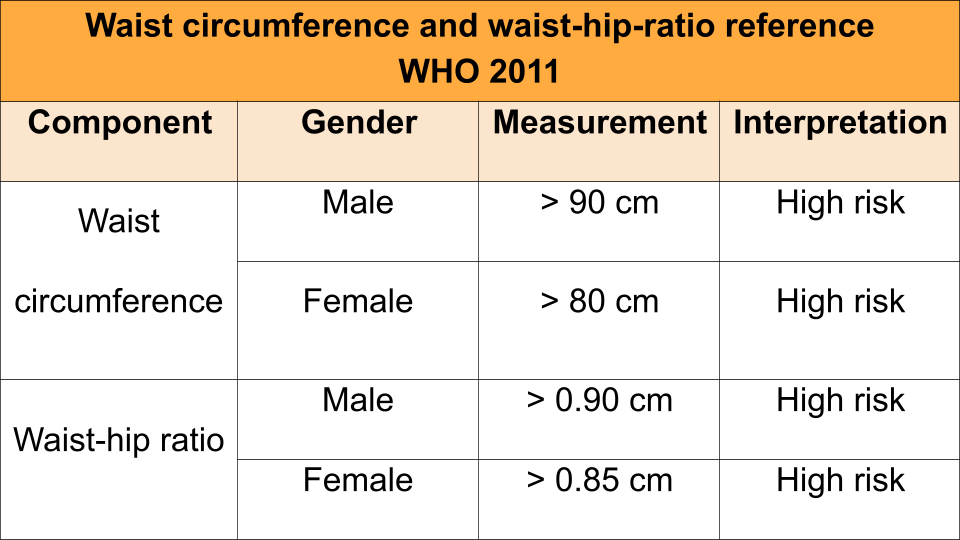 Waist circumference and waist-hip-ratio reference
WHO 2011
Component Gender Measurement Interpretation
Waist circumference
Male > 90 cm High risk
Female > 80 cm High risk
Waist-hip ratio
Male > 0.90 cm High risk
Female > 0.85 cm High risk